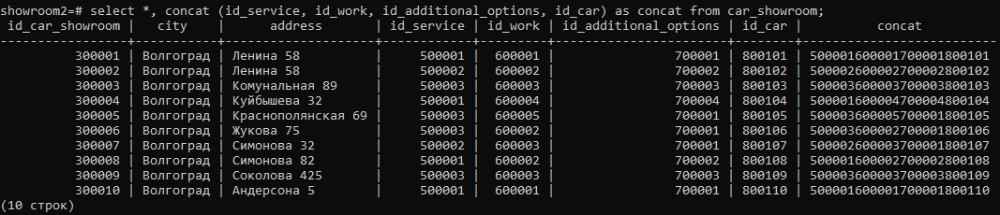 showroom2=# select *, concat (id_service, id_work, id_additional_options, id_car) as concat from car_showroom;
id_car_showroom | city | address | id_service | id_work | id_additional_options | id_car | concat
-----------------+-----------+-------------------+------------+---------+-----------------------+--------+--------------------------
300001 | Волгоград | Ленина 58 | 500001 | 600001 | 700001 | 800101 | 500001600001700001800101
300002 | Волгоград | Ленина 58 | 500002 | 600002 | 700002 | 800102 | 500002600002700002800102
300003 | Волгоград | Комунальная 89 | 500003 | 600003 | 700003 | 800103 | 500003600003700003800103
300004 | Волгоград | Куйбышева 32 | 500001 | 600004 | 700004 | 800104 | 500001600004700004800104
300005 | Волгоград | Краснополянская 69 | 500003 | 600005 | 700001 | 800105 | 500003600005700001800105
300006 | Волгоград | Жукова 75 | 500003 | 600002 | 700001 | 800106 | 500003600002700001800106
300007 | Волгоград | Симонова 32 | 500002 | 600003 | 700001 | 800107 | 500002600003700001800107
300008 | Волгоград | Симонова 82 | 500001 | 600002 | 700002 | 800108 | 500001600002700002800108
300009 | Волгоград | Соколова 425 | 500003 | 600003 | 700003 | 800109 | 500003600003700003800109
300010 | Волгоград | Андерсона 5 | 500001 | 600001 | 700001 | 800110 | 500001600001700001800110
(10 строк)